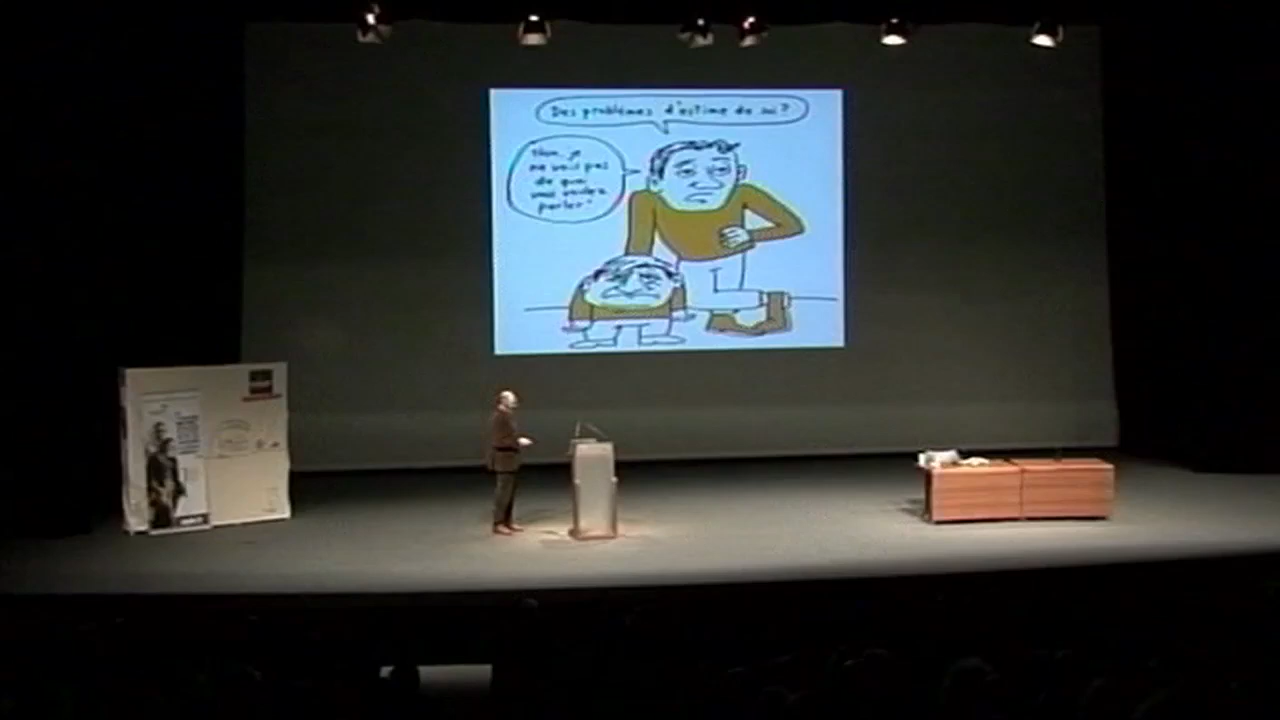 Des problèmes d'estime de soi ?
"Non, je
ne vois pas
de quoi
vous voulez
parler"